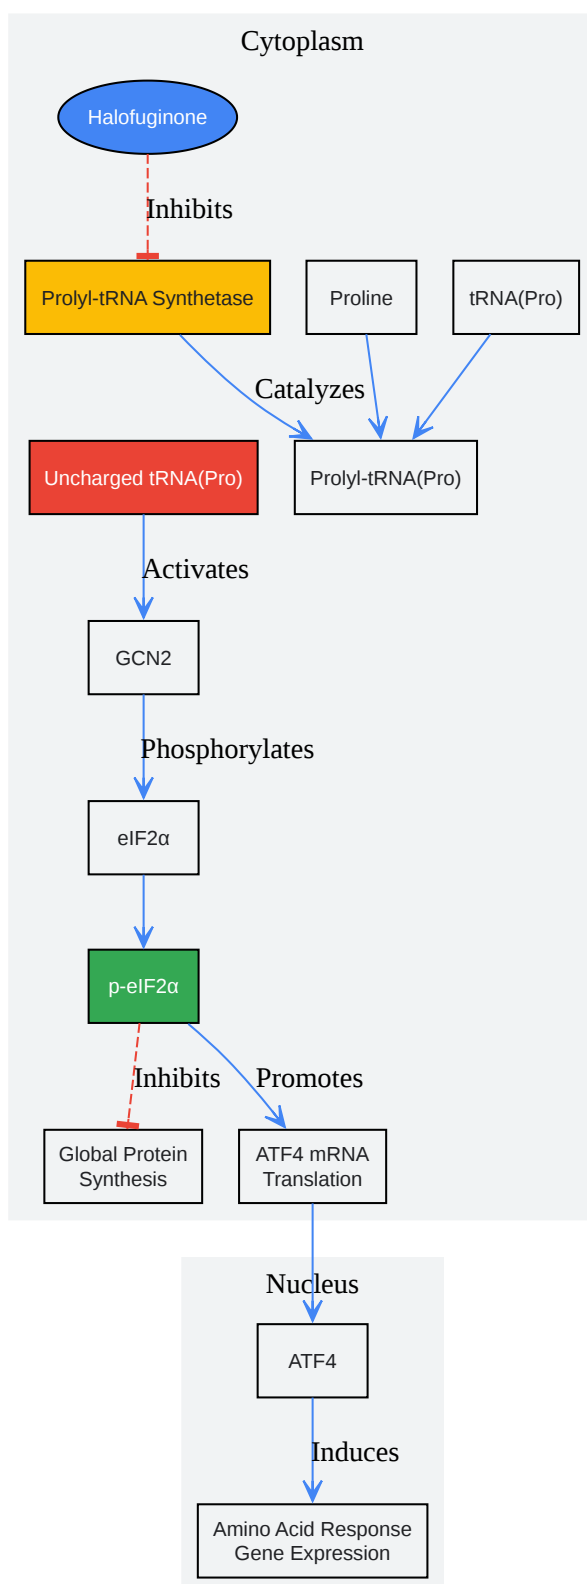 Cytoplasm
Halofuginone
Inhibits
Prolyl-tRNA Synthetase
Proline
tRNA(Pro)
Catalyzes
Uncharged tRNA(Pro)
Prolyl-tRNA(Pro)
Activates
GCN2
Phosphorylates
eIF2α
p-eIF2α
Inhibits
Promotes
Global Protein
Synthesis
ATF4 mRNA
Translation
Nucleus
ATF4
Induces
Amino Acid Response
Gene Expression